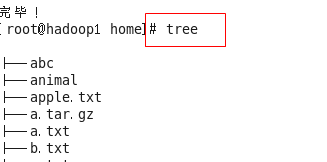 完毕！
[root@hadoop1 home]# tree
.
├── abc
├── animal
├── apple.txt
├── a.tar.gz
├── a.txt
├── b.txt